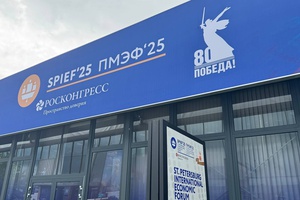 SPIEF'25 ПМЭФ'25
РОСКОНГРЕСС
Пространство доверия
80
ПОБЕДА!
ST. PETERSBURG
INTERNATIONAL
ECONOMIC
FORUM